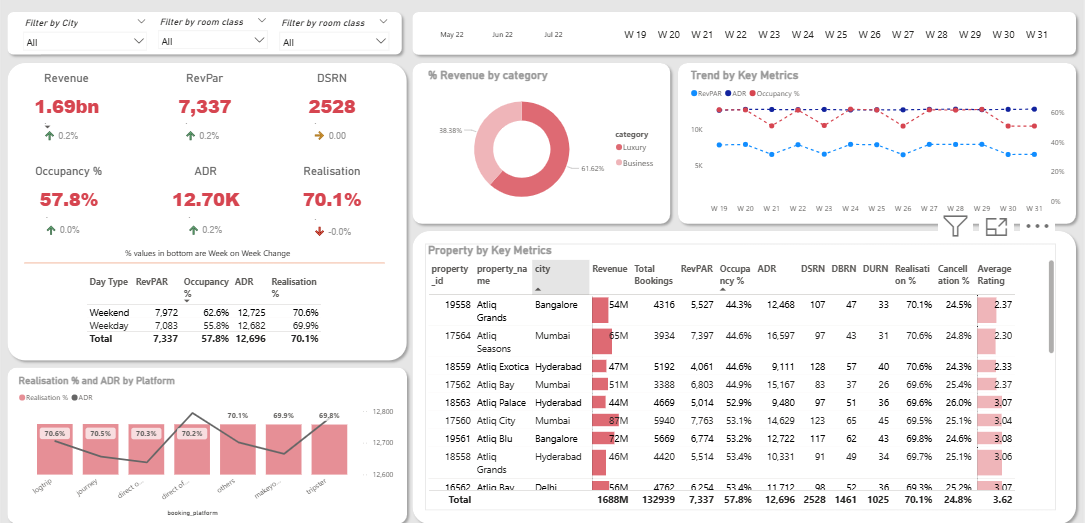 Filter by City
Filter by room class
Filter by room class
All
All
All
May 22 Jun 22 Jul 22
W 19 W 20 W 21 W 22 W 23 W 24 W 25 W 26 W 27 W 28 W 29 W 30 W 31
Revenue RevPar DSRN
1.69bn 7,337 2528
0.2% 0.2% 0.00
Occupancy % ADR Realisation
57.8% 12.70K 70.1%
0.0% 0.2% -0.0%
% values in bottom are Week on Week Change
Day Type RevPAR Occupancy % ADR Realisation %
Weekend 7,972 62.6% 12,725 70.6%
Weekday 7,083 55.8% 12,682 69.9%
Total 7,337 57.8% 12,696 70.1%
% Revenue by category
38.38%
61.62%
category
Luxury
Business
Trend by Key Metrics
RevPAR ADR Occupancy %
10K
5K
60%
40%
20%
0%
W 19 W 20 W 21 W 22 W 23 W 24 W 25 W 26 W 27 W 28 W 29 W 30 W 31
Realisation % and ADR by Platform
Realisation % ADR
70.6% 70.5% 70.3% 70.2% 70.1% 69.9% 69.8%
12,800
12,700
12,600
logtrip journey direct o... direct of... others makeyo... tripster
booking_platform
Property by Key Metrics
property_id property_name city Revenue Total Bookings RevPAR Occupancy % ADR DSRN DBRN DURN Realisation % Cancellation % Average Rating
19558 Atliq Grands Bangalore 54M 4316 5,527 44.3% 12,468 107 47 33 70.1% 24.5% 2.37
17564 Atliq Seasons Mumbai 65M 3934 7,397 44.6% 16,597 97 43 31 70.6% 24.8% 2.30
18559 Atliq Exotica Hyderabad 47M 5192 4,061 44.6% 9,111 128 57 40 70.6% 24.3% 2.33
17562 Atliq Bay Mumbai 51M 3388 6,803 44.9% 15,167 83 37 26 69.6% 25.4% 2.37
18563 Atliq Palace Hyderabad 44M 4669 5,014 52.9% 9,480 97 51 36 69.6% 26.0% 3.07
17560 Atliq City Mumbai 87M 5940 7,763 53.1% 14,629 123 65 45 69.5% 25.1% 3.04
19561 Atliq Blu Bangalore 72M 5669 6,774 53.2% 12,722 117 62 43 69.8% 24.6% 3.08
18558 Atliq Grands Hyderabad 46M 4420 5,514 53.4% 10,331 91 49 34 69.7% 25.1% 3.06
16562 Atliq Bay Delhi 56M 4762 6,254 53.4% 11,712 98 52 36 69.3% 25.2% 3.07
Total 1688M 132939 7,337 57.8% 12,696 2528 1461 1025 70.1% 24.8% 3.62